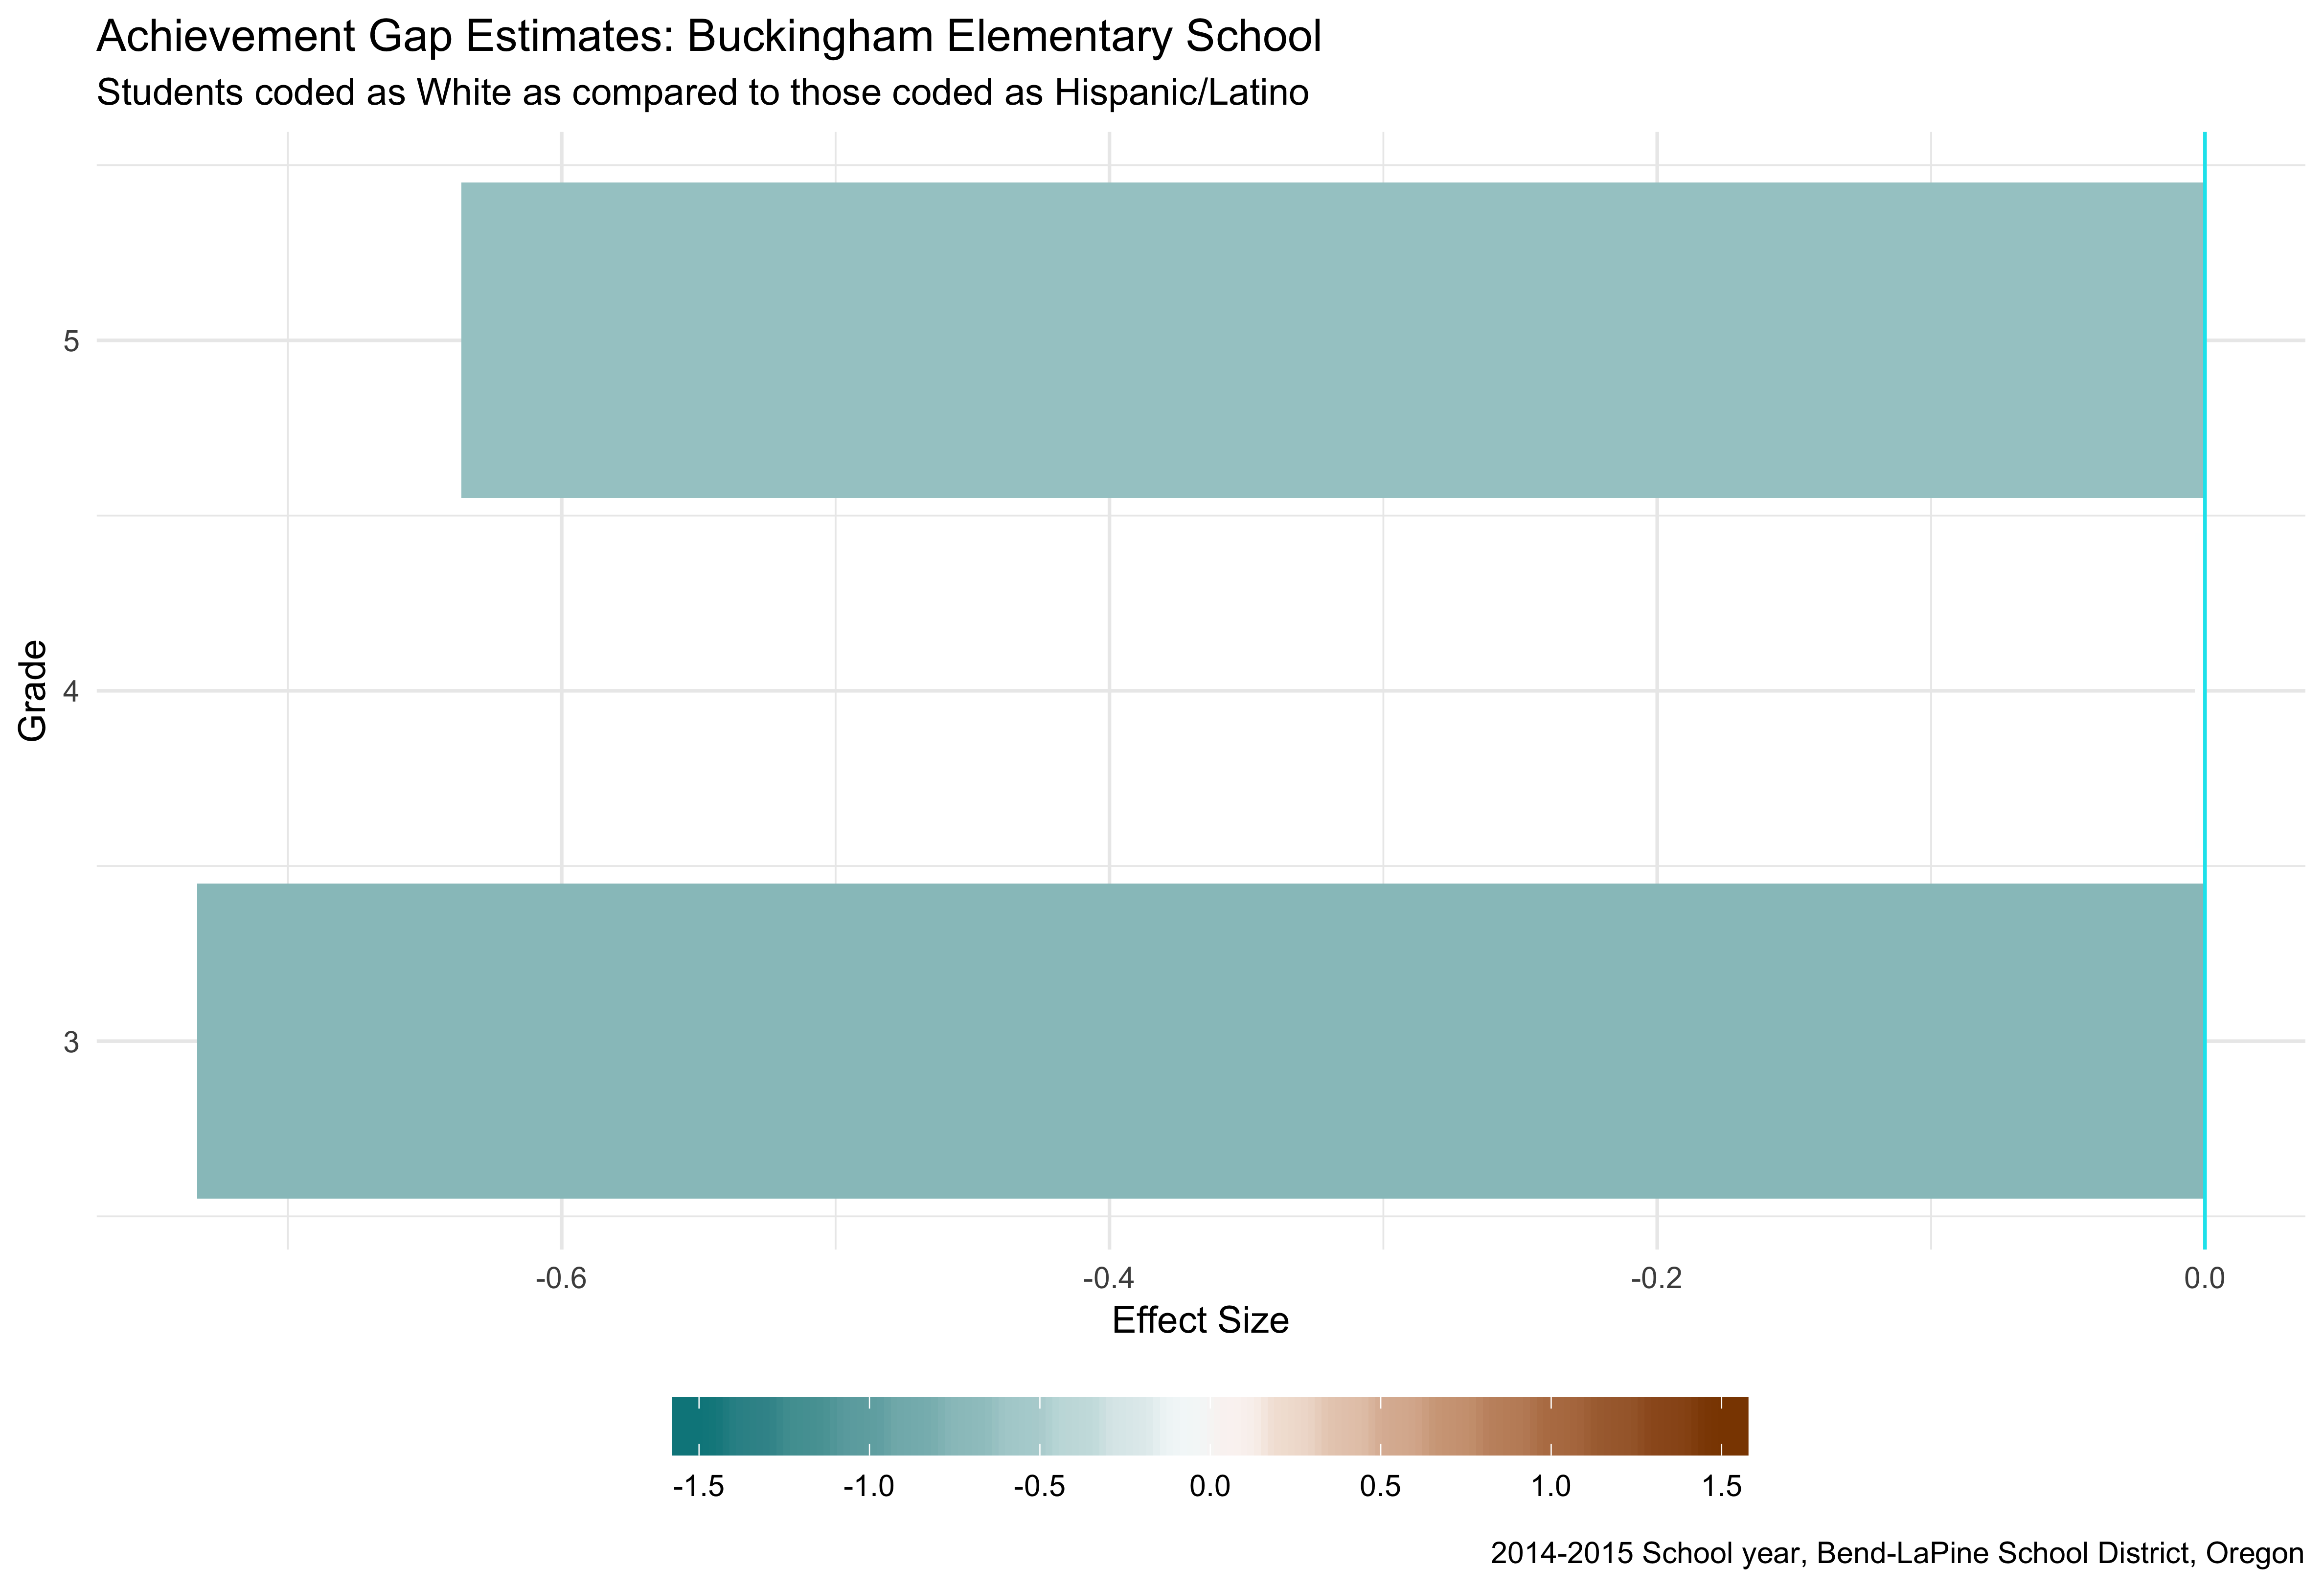 Achievement Gap Estimates: Buckingham Elementary School
Students coded as White as compared to those coded as Hispanic/Latino
Grade
5
4
3
-0.6 -0.4 -0.2 0.0
Effect Size
-1.5 -1.0 -0.5 0.0 0.5 1.0 1.5
2014-2015 School year, Bend-LaPine School District, Oregon